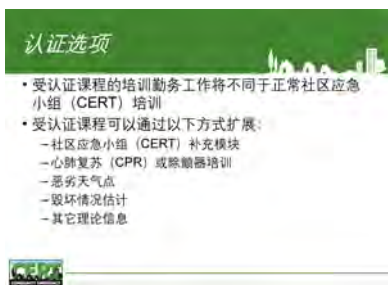 认证选项
• 受认证课程的培训勤务工作将不同于正常社区应急
小组（CERT）培训
• 受认证课程可以通过以下方式扩展：
–社区应急小组（CERT）补充模块
–心肺复苏（CPR）或除颤器培训
–恶劣天气点
–毁坏情况估计
–其它理论信息
CERT